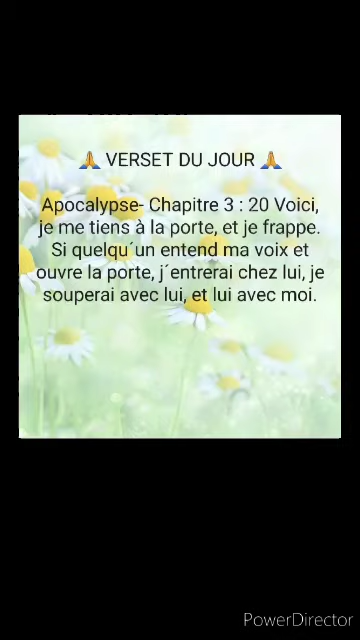 🙏 VERSET DU JOUR 🙏
Apocalypse- Chapitre 3 : 20 Voici,
je me tiens à la porte, et je frappe.
Si quelqu´un entend ma voix et
ouvre la porte, j´entrerai chez lui, je
souperai avec lui, et lui avec moi.
PowerDirector